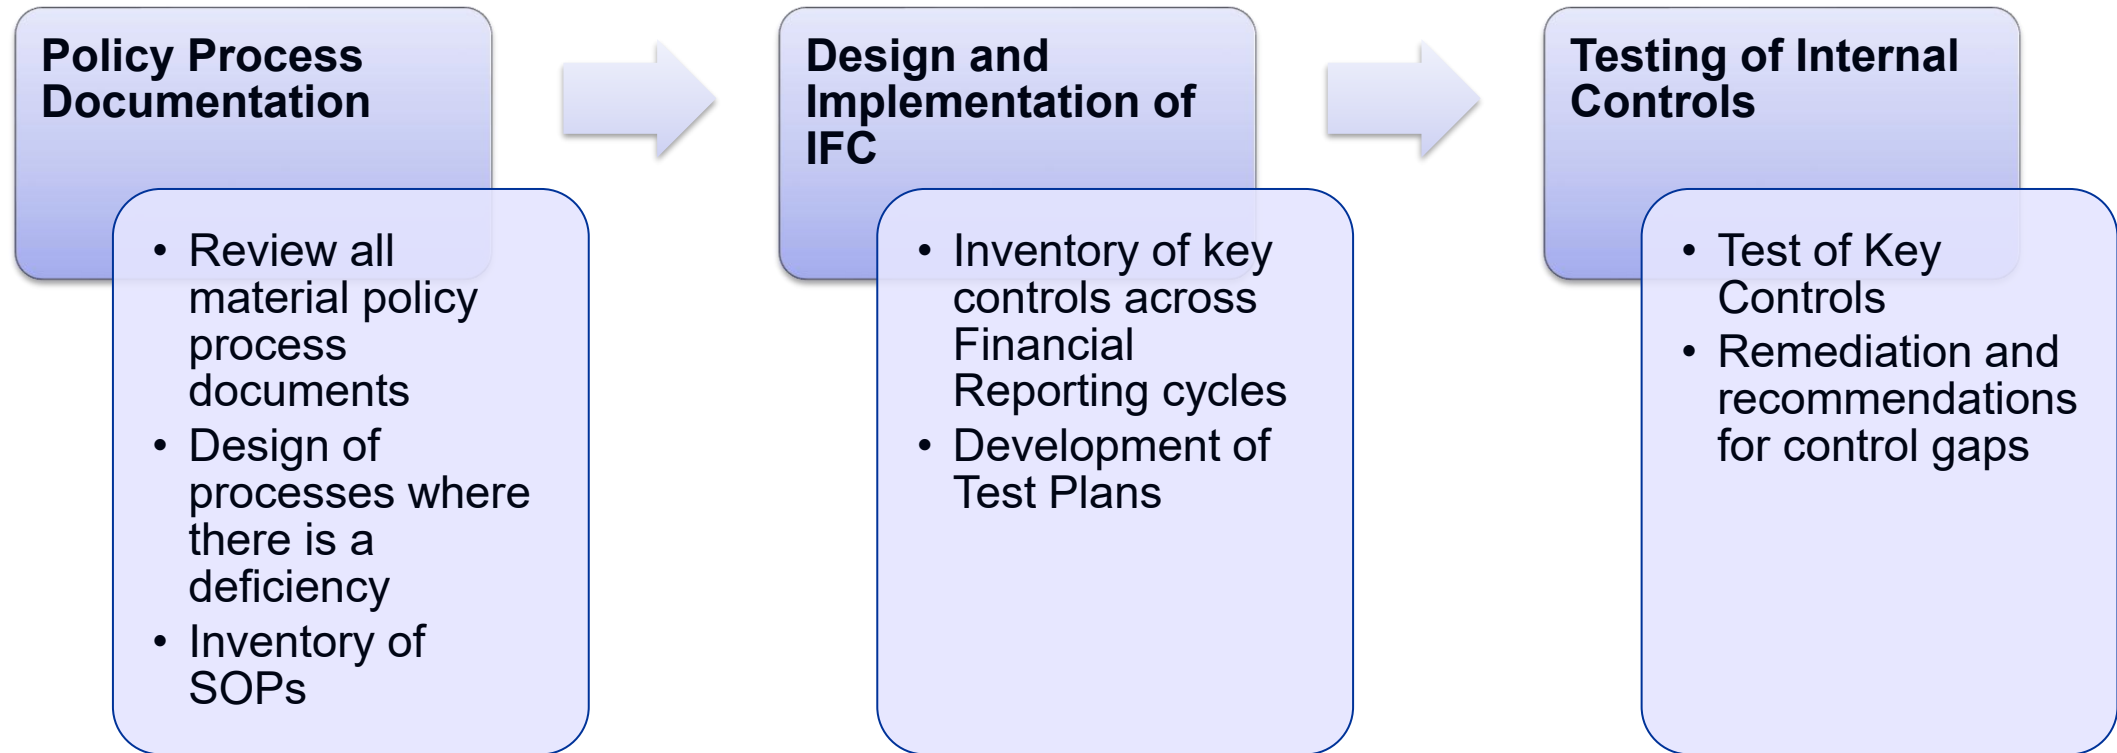 Policy Process
Documentation
• Review all
material policy
process
documents
• Design of
processes where
there is a
deficiency
• Inventory of
SOPs
Design and
Implementation of
IFC
• Inventory of key
controls across
Financial
Reporting cycles
• Development of
Test Plans
Testing of Internal
Controls
• Test of Key
Controls
• Remediation and
recommendations
for control gaps